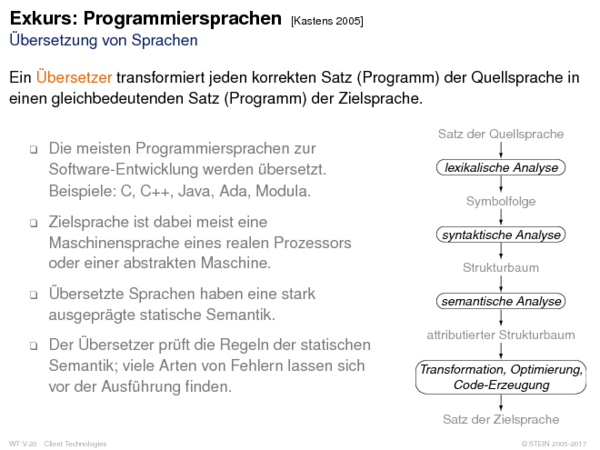 Exkurs: Programmiersprachen [Kastens 2005]
Übersetzung von Sprachen
Ein Übersetzer transformiert jeden korrekten Satz (Programm) der Quellsprache in
einen gleichbedeutenden Satz (Programm) der Zielsprache.
❑ Die meisten Programmiersprachen zur
Software-Entwicklung werden übersetzt.
Beispiele: C, C++, Java, Ada, Modula.
❑ Zielsprache ist dabei meist eine
Maschinensprache eines realen Prozessors
oder einer abstrakten Maschine.
❑ Übersetzte Sprachen haben eine stark
ausgeprägte statische Semantik.
❑ Der Übersetzer prüft die Regeln der statischen
Semantik; viele Arten von Fehlern lassen sich
vor der Ausführung finden.
Satz der Quellsprache
lexikalische Analyse
Symbolfolge
syntaktische Analyse
Strukturbaum
semantische Analyse
attributierter Strukturbaum
Transformation, Optimierung,
Code-Erzeugung
Satz der Zielsprache
WT:V-20 Client Technologies
© STEIN 2005-2017